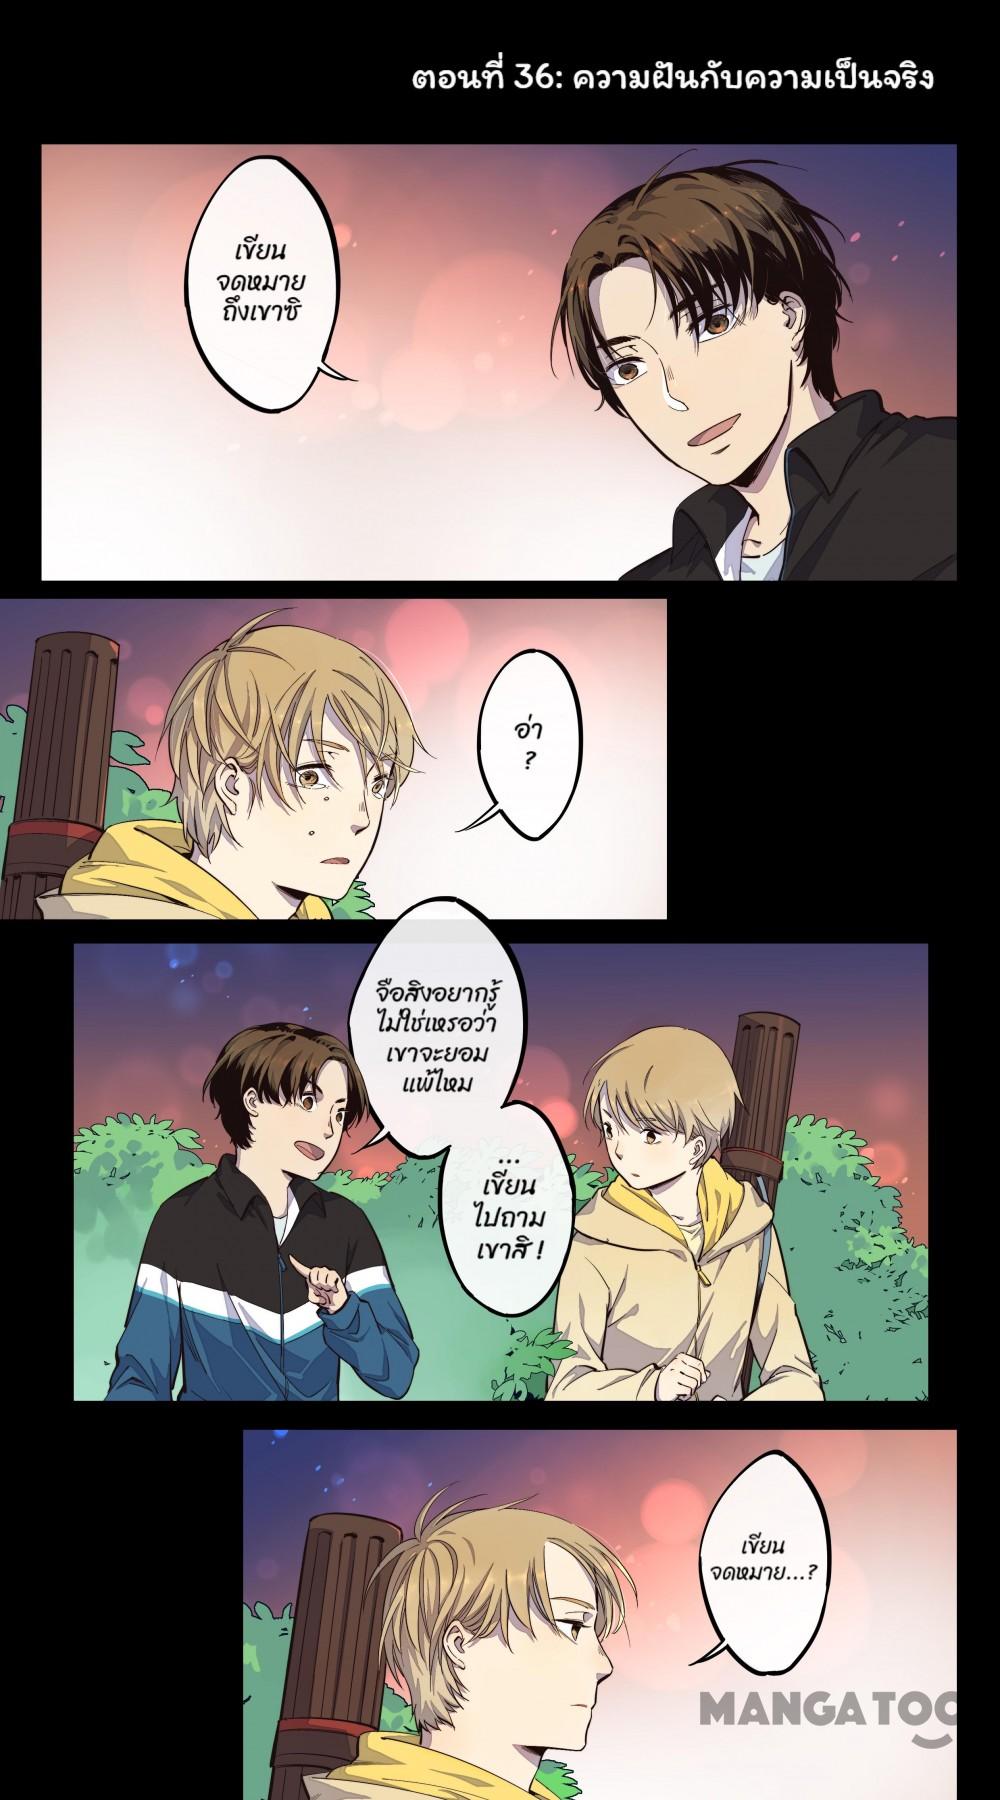 ตอนที่ 36: ความฝันกับความเป็นจริง
เขียน
จดหมาย
ถึงเขาซิ
อ่า
?
จือสิงอยากรู้
ไม่ใช่เหรอว่า
เขาจะยอม
แพ้ไหม
...
เขียน
ไปถาม
เขาสิ !
เขียน
จดหมาย...?
MANGATOO